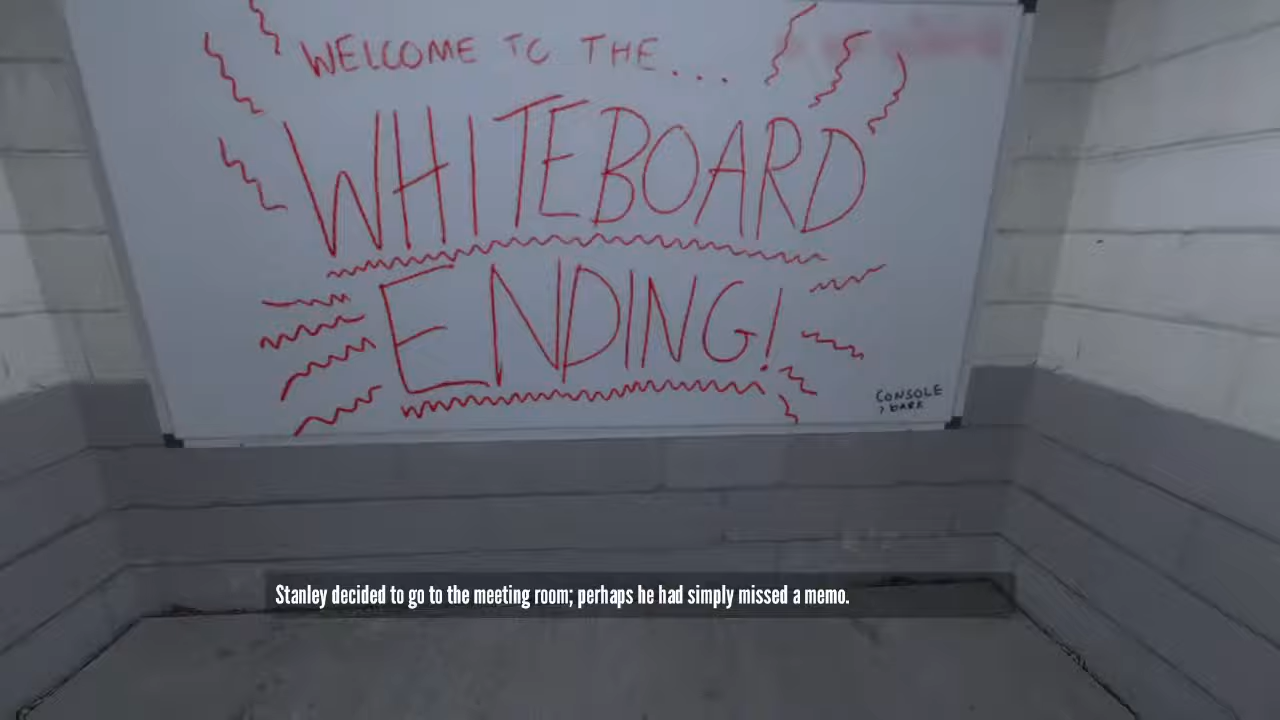 WELCOME TO THE...
WHITEBOARD
ENDING!
CONSOLE
> BARK
Stanley decided to go to the meeting room; perhaps he had simply missed a memo.